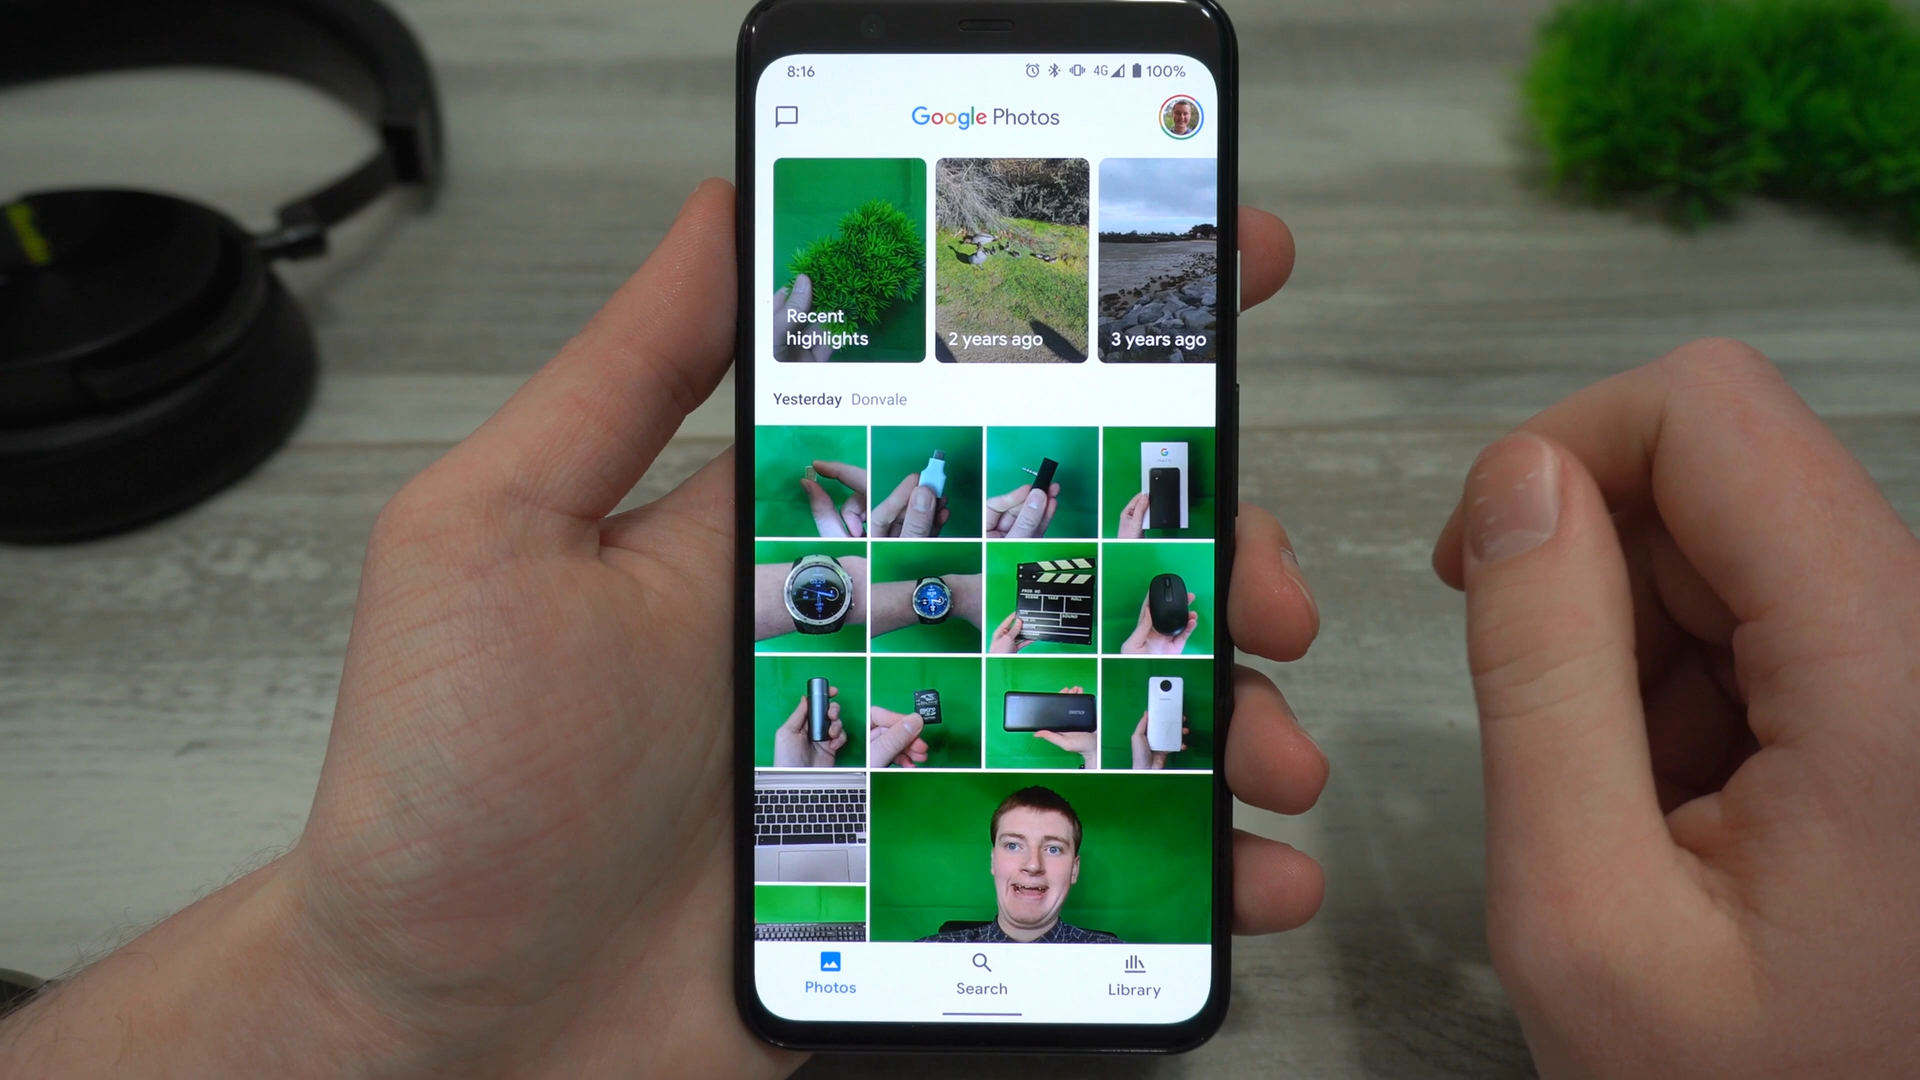 8:16
4G
100%
Google Photos
Recent
highlights
2 years ago
3 years ago
Yesterday Donvale
Photos
Search
Library